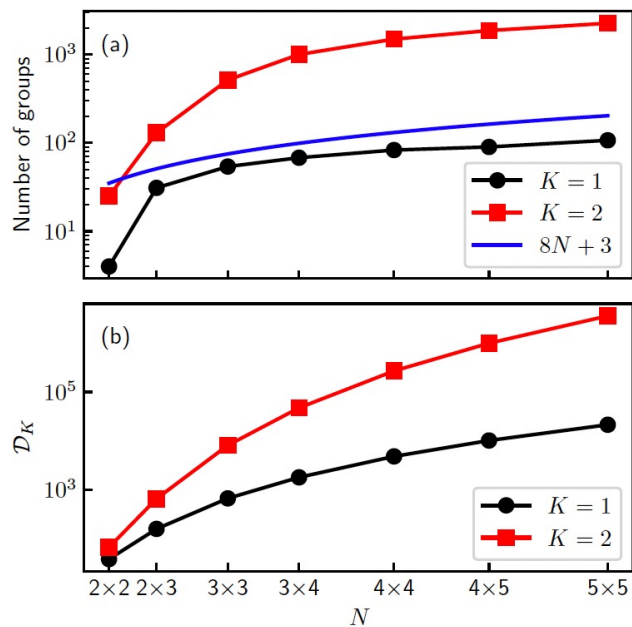 (a)
Number of groups
10³
10²
10¹
K = 1
K = 2
8N + 3
(b)
𝒟_K
10⁵
10³
K = 1
K = 2
2×2 2×3 3×3 3×4 4×4 4×5 5×5
N